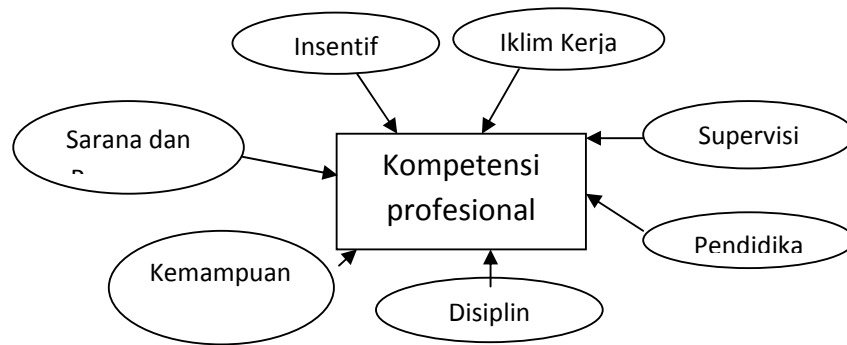 Insentif
Iklim Kerja
Sarana dan
Supervisi
Kompetensi
profesional
Pendidika
Kemampuan
Disiplin